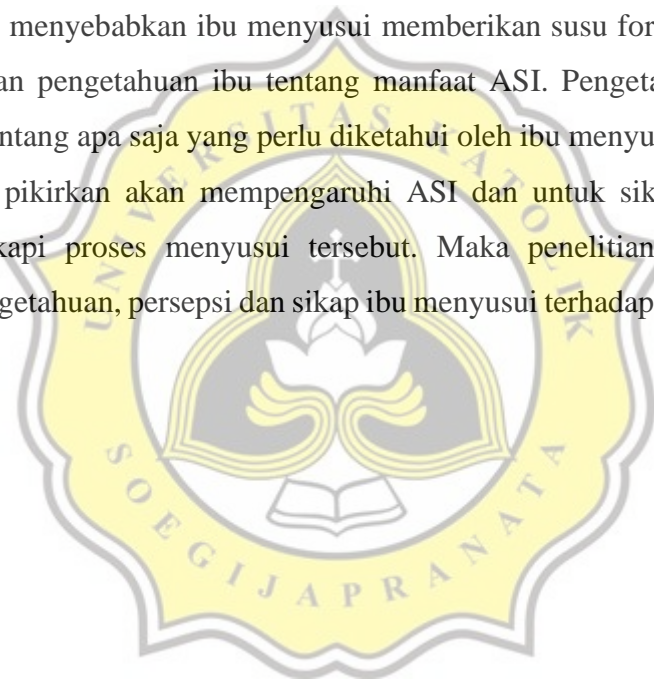 menyebabkan ibu menyusui memberikan susu for
an pengetahuan ibu tentang manfaat ASI. Pengeta
ntang apa saja yang perlu diketahui oleh ibu menyu
pikirkan akan mempengaruhi ASI dan untuk sik
kapi proses menyusui tersebut. Maka penelitian
getahuan, persepsi dan sikap ibu menyusui terhadap
UNIVERSITAS KATOLIK
SOEGIJAPRANATA